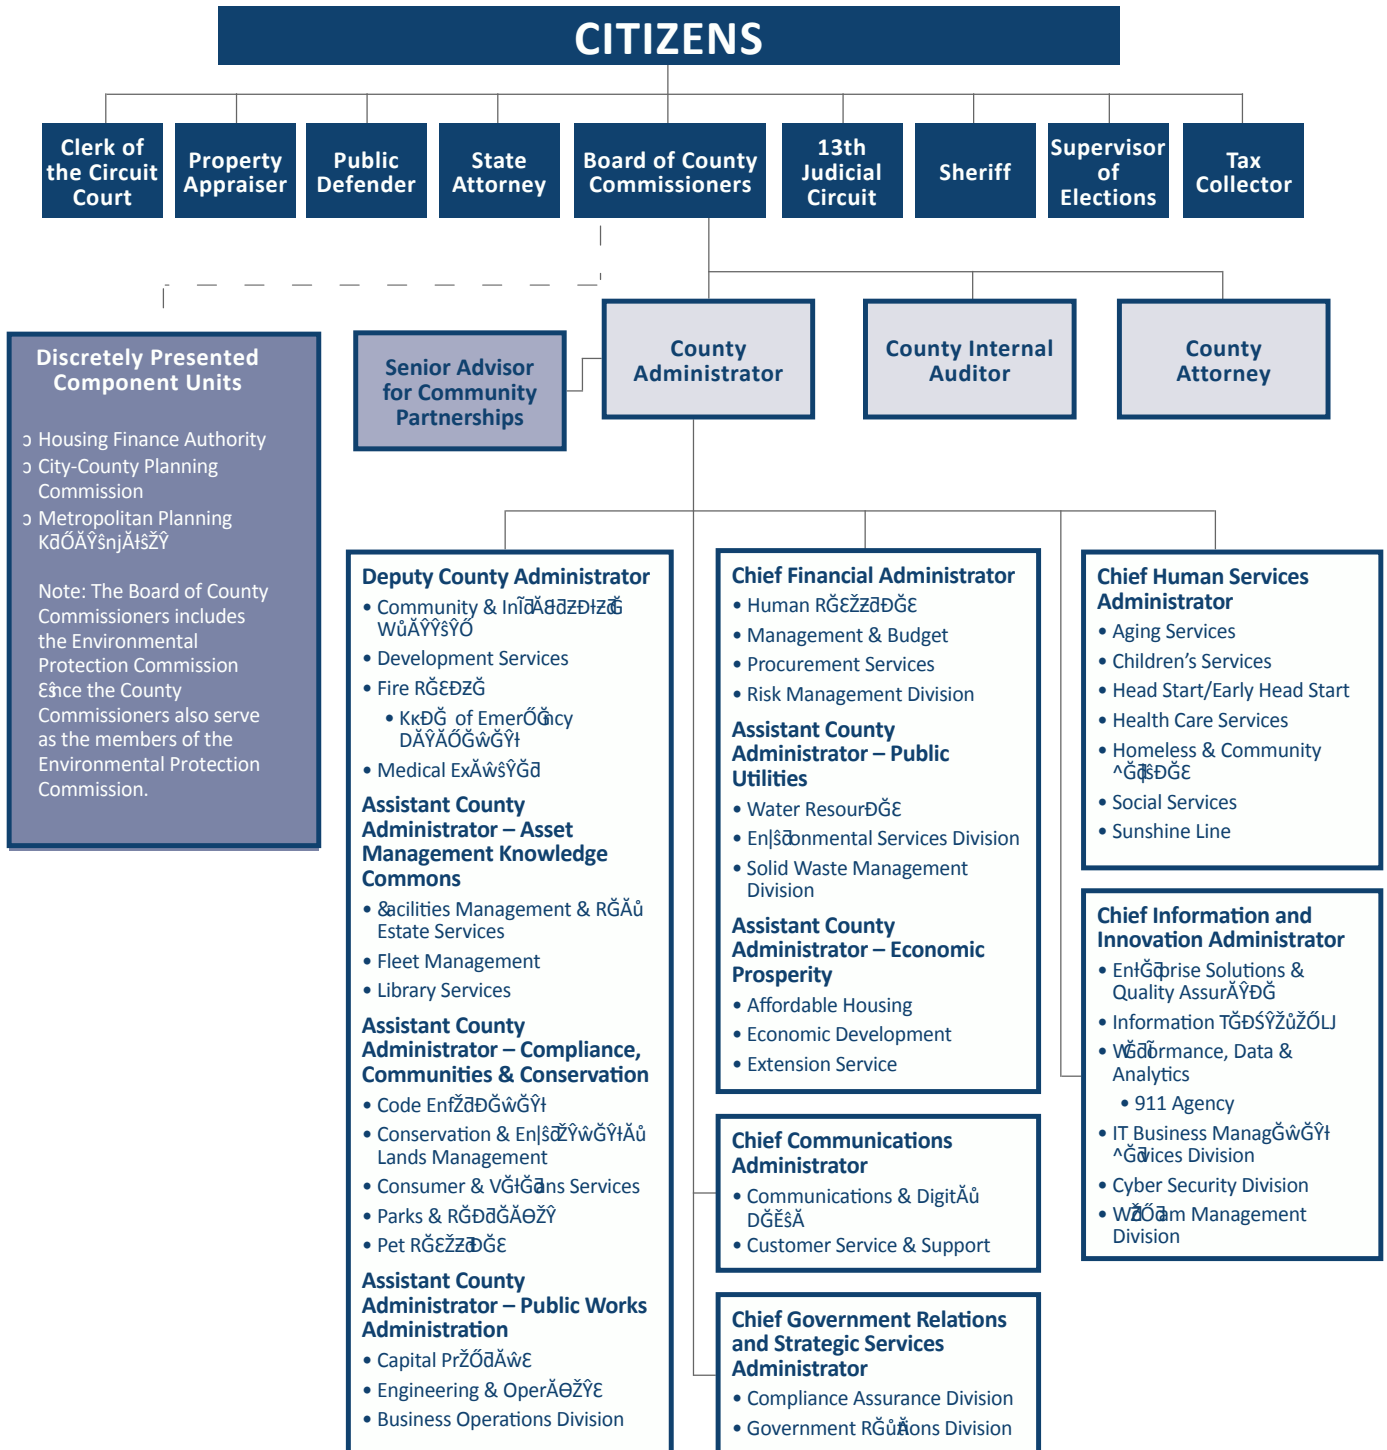 CITIZENS
Clerk of
the Circuit
Court
Property
Appraiser
Public
Defender
State
Attorney
Board of County
Commissioners
13th
Judicial
Circuit
Sheriff
Supervisor
of
Elections
Tax
Collector
Discretely Presented
Component Units
Housing Finance Authority
City-County Planning
Commission
Metropolitan Planning
Note: The Board of County
Commissioners includes
the Environmental
Protection Commission
the County
Commissioners also serve
as the members of the
Environmental Protection
Commission.
Senior Advisor
for Community
Partnerships
County
Administrator
County Internal
Auditor
County
Attorney
Deputy County Administrator
• Community &
• Development Services
• Fire
• of
• Medical
Assistant County
Administrator – Asset
Management Knowledge
Commons
• Management &
Estate Services
• Fleet Management
• Library Services
Assistant County
Administrator – Compliance,
Communities & Conservation
• Code
• Conservation &
Lands Management
• Consumer & Services
• Parks &
• Pet
Assistant County
Administrator – Public Works
Administration
• Capital
• Engineering &
• Business Operations Division
Chief Financial Administrator
• Human
• Management & Budget
• Procurement Services
• Risk Management Division
Assistant County
Administrator – Public
Utilities
• Water
• Services Division
• Solid Waste Management
Division
Assistant County
Administrator – Economic
Prosperity
• Affordable Housing
• Economic Development
• Extension Service
Chief Communications
Administrator
• Communications &
• Customer Service & Support
Chief Government Relations
and Strategic Services
Administrator
• Compliance Assurance Division
• Government Division
Chief Human Services
Administrator
• Aging Services
• Children's Services
• Head Start/Early Head Start
• Health Care Services
• Homeless & Community
• Social Services
• Sunshine Line
Chief Information and
Innovation Administrator
• Solutions &
Quality
• Information
• Data &
Analytics
• 911 Agency
• IT Business
Division
• Cyber Security Division
• Management
Division